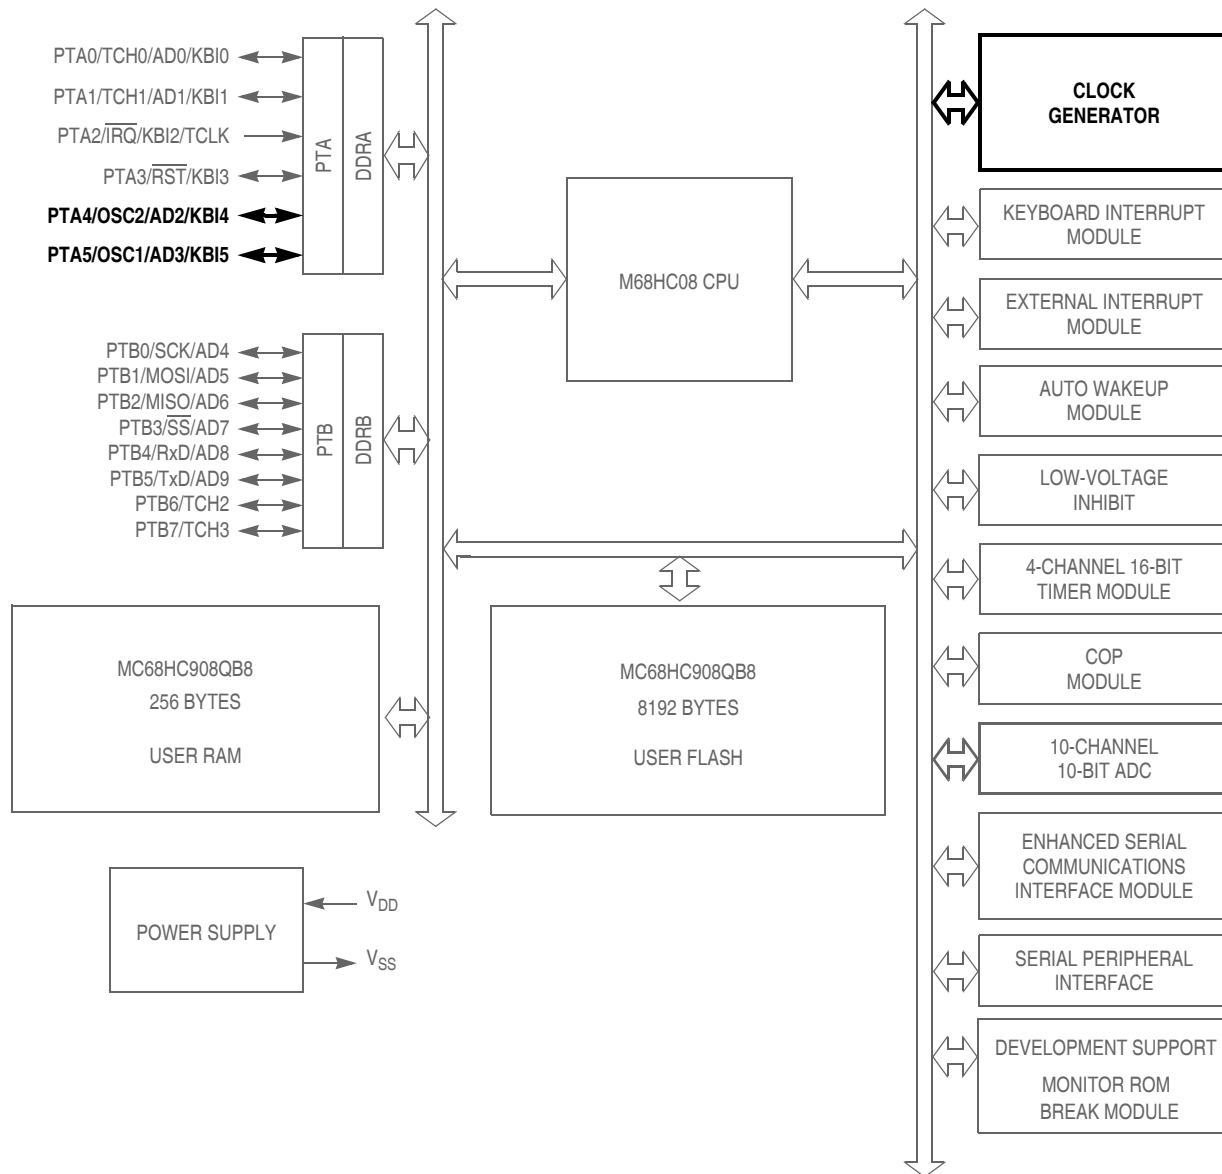 PTA0/TCH0/AD0/KBI0
PTA1/TCH1/AD1/KBI1
PTA2/IRQ/KBI2/TCLK
PTA3/RST/KBI3
PTA4/OSC2/AD2/KBI4
PTA5/OSC1/AD3/KBI5
PTA
DDRA
PTB0/SCK/AD4
PTB1/MOSI/AD5
PTB2/MISO/AD6
PTB3/SS/AD7
PTB4/RxD/AD8
PTB5/TxD/AD9
PTB6/TCH2
PTB7/TCH3
PTB
DDRB
M68HC08 CPU
MC68HC908QB8
256 BYTES
USER RAM
MC68HC908QB8
8192 BYTES
USER FLASH
POWER SUPPLY
VDD
VSS
CLOCK
GENERATOR
KEYBOARD INTERRUPT
MODULE
EXTERNAL INTERRUPT
MODULE
AUTO WAKEUP
MODULE
LOW-VOLTAGE
INHIBIT
4-CHANNEL 16-BIT
TIMER MODULE
COP
MODULE
10-CHANNEL
10-BIT ADC
ENHANCED SERIAL
COMMUNICATIONS
INTERFACE MODULE
SERIAL PERIPHERAL
INTERFACE
DEVELOPMENT SUPPORT
MONITOR ROM
BREAK MODULE